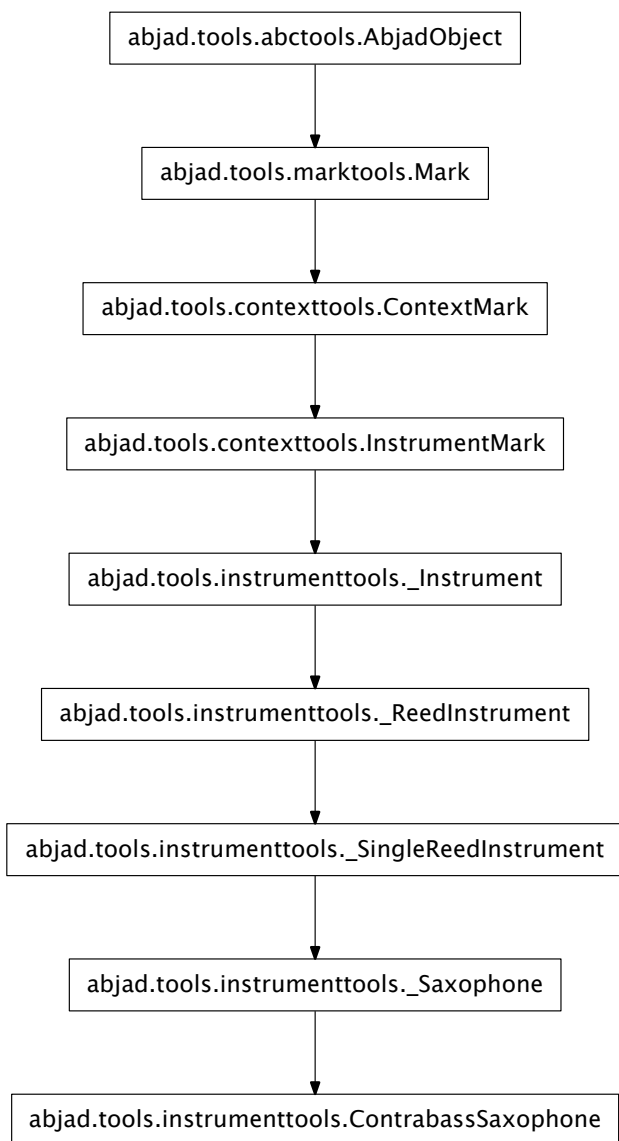 abjad.tools.abctools.AbjadObject
abjad.tools.marktools.Mark
abjad.tools.contexttools.ContextMark
abjad.tools.contexttools.InstrumentMark
abjad.tools.instrumenttools._Instrument
abjad.tools.instrumenttools._ReedInstrument
abjad.tools.instrumenttools._SingleReedInstrument
abjad.tools.instrumenttools._Saxophone
abjad.tools.instrumenttools.ContrabassSaxophone